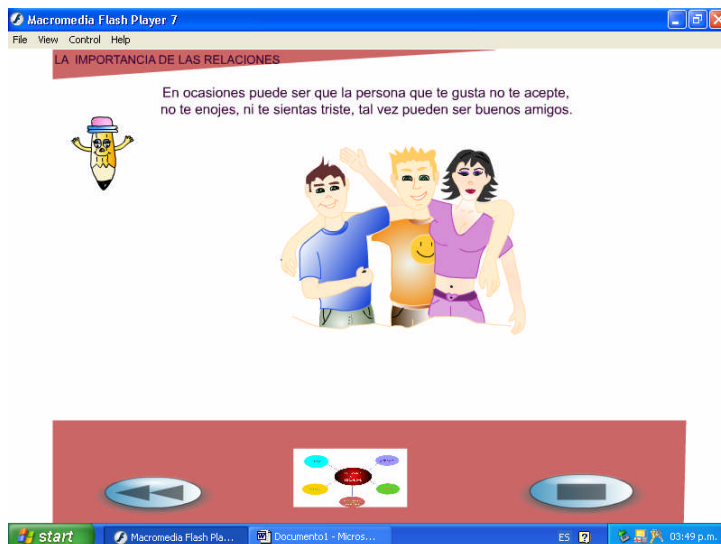 Macromedia Flash Player 7
File View Control Help
LA IMPORTANCIA DE LAS RELACIONES
En ocasiones puede ser que la persona que te gusta no te acepte,
no te enojes, ni te sientas triste, tal vez pueden ser buenos amigos.
start
Macromedia Flash Pla...
Documento1 - Micros...
ES
03:49 p.m.